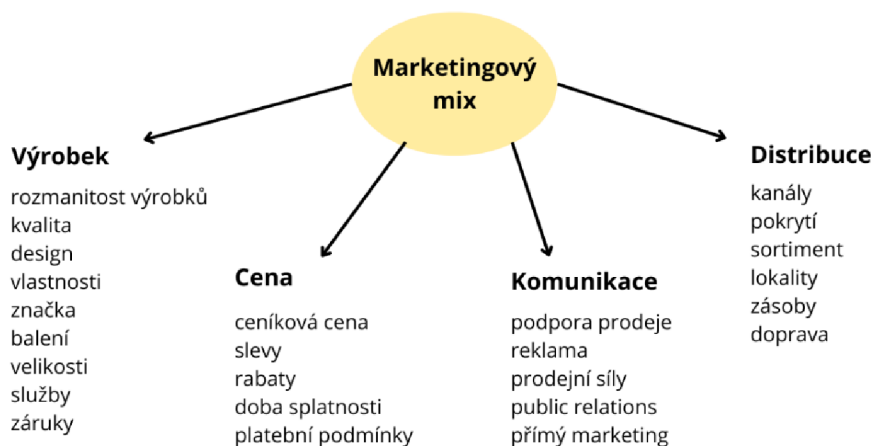 Marketingový
mix
Výrobek
rozmanitost výrobků
kvalita
design
vlastnosti
značka
balení
velikosti
služby
záruky
Cena
ceníková cena
slevy
rabaty
doba splatnosti
platební podmínky
Komunikace
podpora prodeje
reklama
prodejní síly
public relations
přímý marketing
Distribuce
kanály
pokrytí
sortiment
lokality
zásoby
doprava